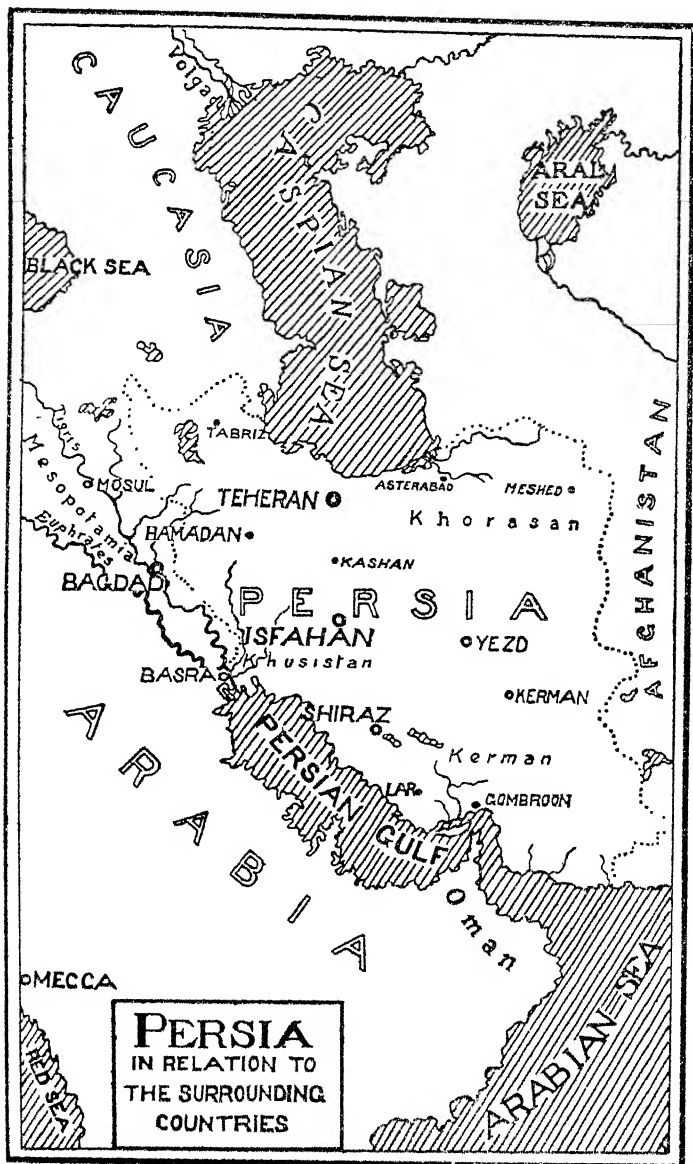 CAUCASIA
Volga
CASPIAN SEA
ARAL
SEA
BLACK SEA
TABRIZ
Tigris
Mesopotamia
MOSUL
Euphrates
TEHERAN
ASTERABAD
MESHED
Khorasan
HAMADAN
KASHAN
AFGHANISTAN
BAGDAD
PERSIA
ISFAHAN
YEZD
Khusistan
BASRA
KERMAN
SHIRAZ
Kerman
PERSIAN GULF
LAR
GOMBROON
ARABIA
Oman
MECCA
ARABIAN SEA
RED SEA
PERSIA
IN RELATION TO
THE SURROUNDING
COUNTRIES